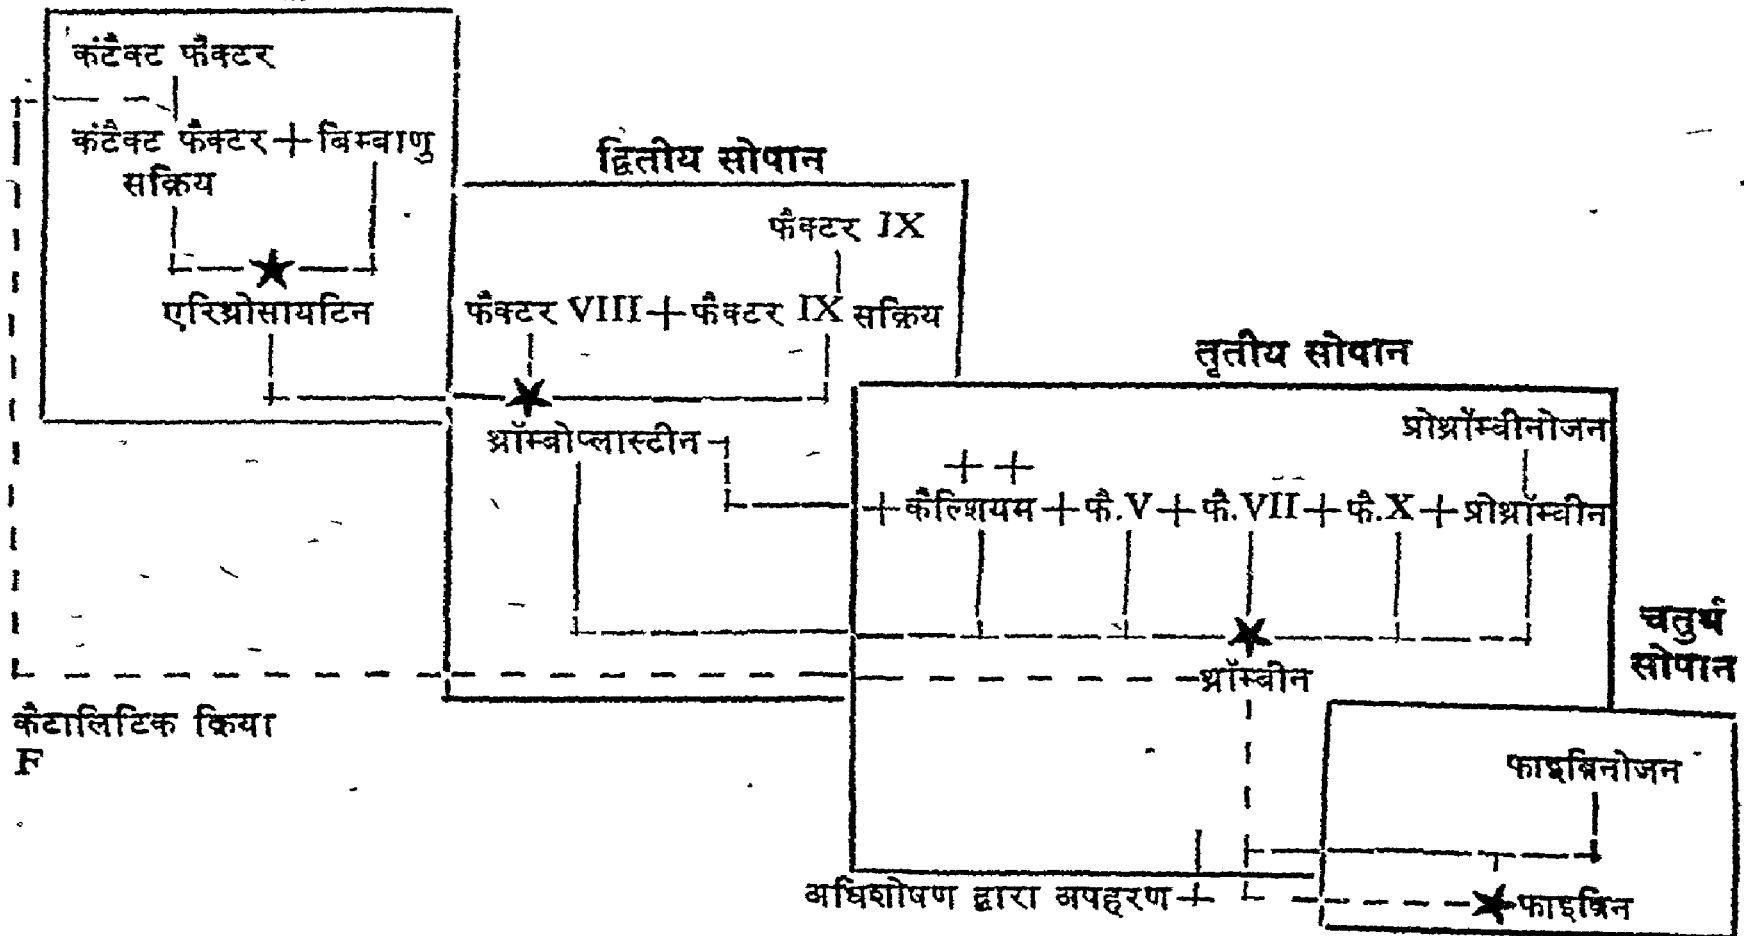 कंटैक्ट फैक्टर
कंटैक्ट फैक्टर + बिम्बाणु
सक्रिय
एरिथ्रोसायटिन
द्वितीय सोपान
फैक्टर IX
फैक्टर VIII + फैक्टर IX सक्रिय
थ्रॉम्बोप्लास्टीन
तृतीय सोपान
प्रोथ्रॉम्बीनोजन
+ +
+ कैल्शियम + फै.V + फै.VII + फै.X + प्रोथ्रॉम्बीन
थ्रॉम्बीन
चतुर्थ
सोपान
कैटालिटिक क्रिया
F
फाइब्रिनोजन
अधिशोषण द्वारा अपहरण
फाइब्रिन